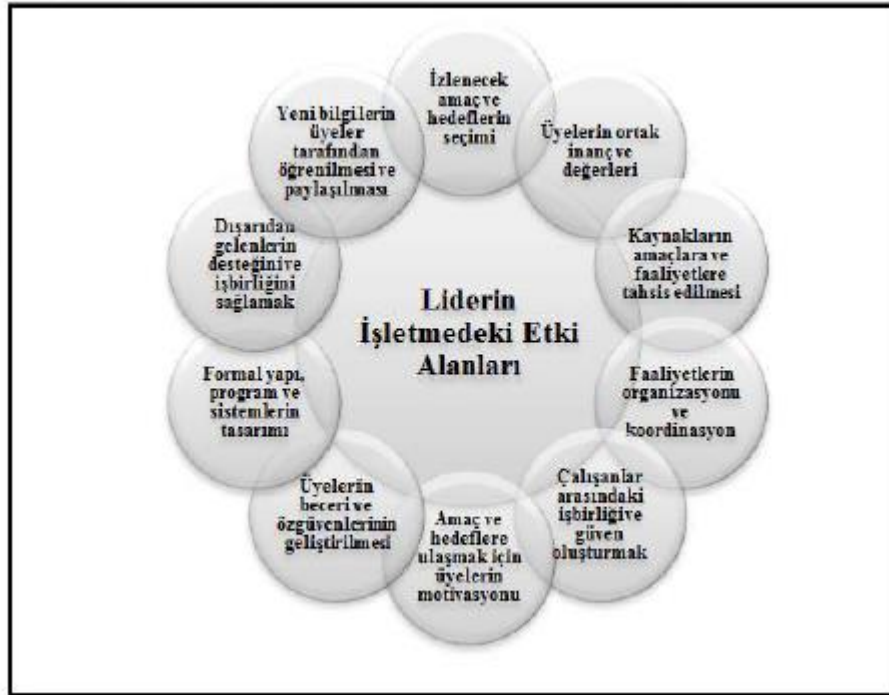 İzlenecek
amaç ve
hedeflerin
seçimi
Üyelerin ortak
inanç ve
değerleri
Kaynakların
amaçlara ve
faaliyetlere
tahsis edilmesi
Faaliyetlerin
organizasyonu
ve
koordinasyon
Çalışanlar
arasındaki
işbirliği ve
güven
oluşturmak
Amaç ve
hedeflere
ulaşmak için
üyelerin
motivasyonu
Üyelerin
beceri ve
özgüvenlerinin
geliştirilmesi
Formal yapı,
program ve
sistemlerin
tasarımı
Dışarıdan
gelenlerin
desteğini ve
işbirliğini
sağlamak
Yeni bilgilerin
üyeler
tarafından
öğrenilmesi ve
paylaşılması
Liderin
İşletmedeki Etki
Alanları